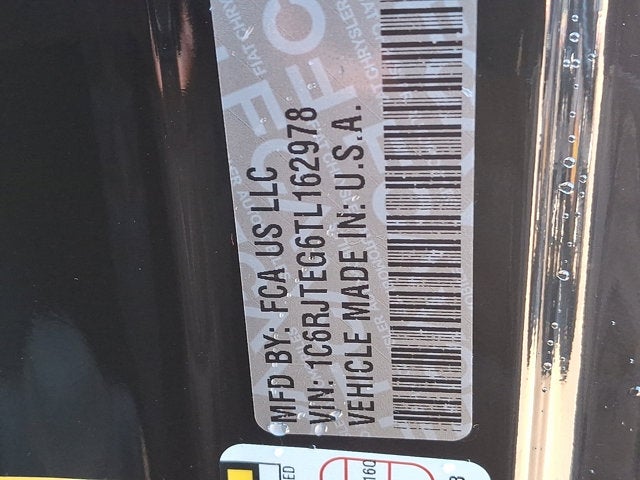 MFD BY: FCA US LLC
VIN: 1C6RJTEG6TL162978
VEHICLE MADE IN: U.S.A.